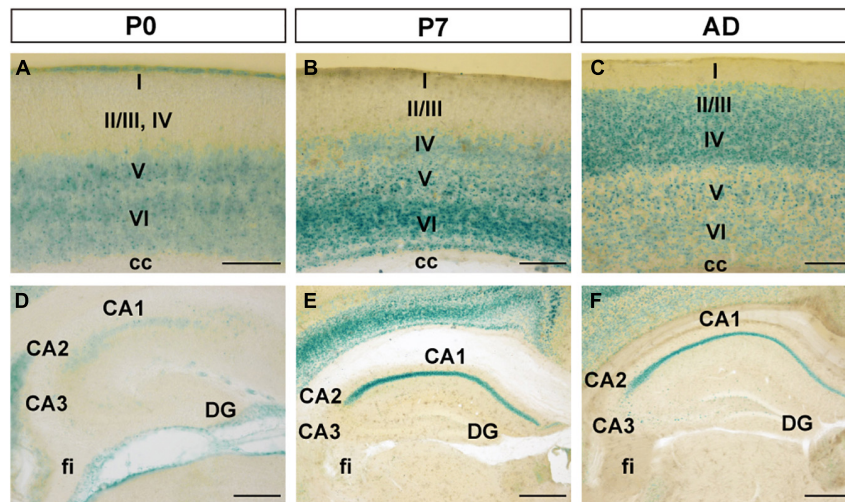 P0
P7
AD
A
I
II/III, IV
V
VI
cc
B
I
II/III
IV
V
VI
cc
C
I
II/III
IV
V
VI
cc
D
CA1
CA2
CA3
DG
fi
E
CA1
CA2
CA3
DG
fi
F
CA1
CA2
CA3
DG
fi